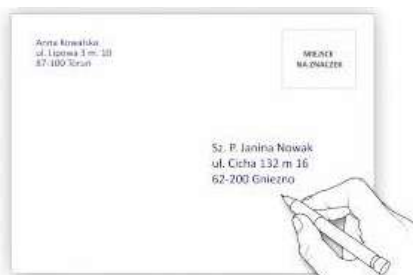 Anna Kowalska
ul. Lipowa 3 m. 10
87-100 Toruń
MIEJSCE
NA ZNACZEK
Sz. P. Janina Nowak
ul. Cicha 132 m 16
62-200 Gniezno